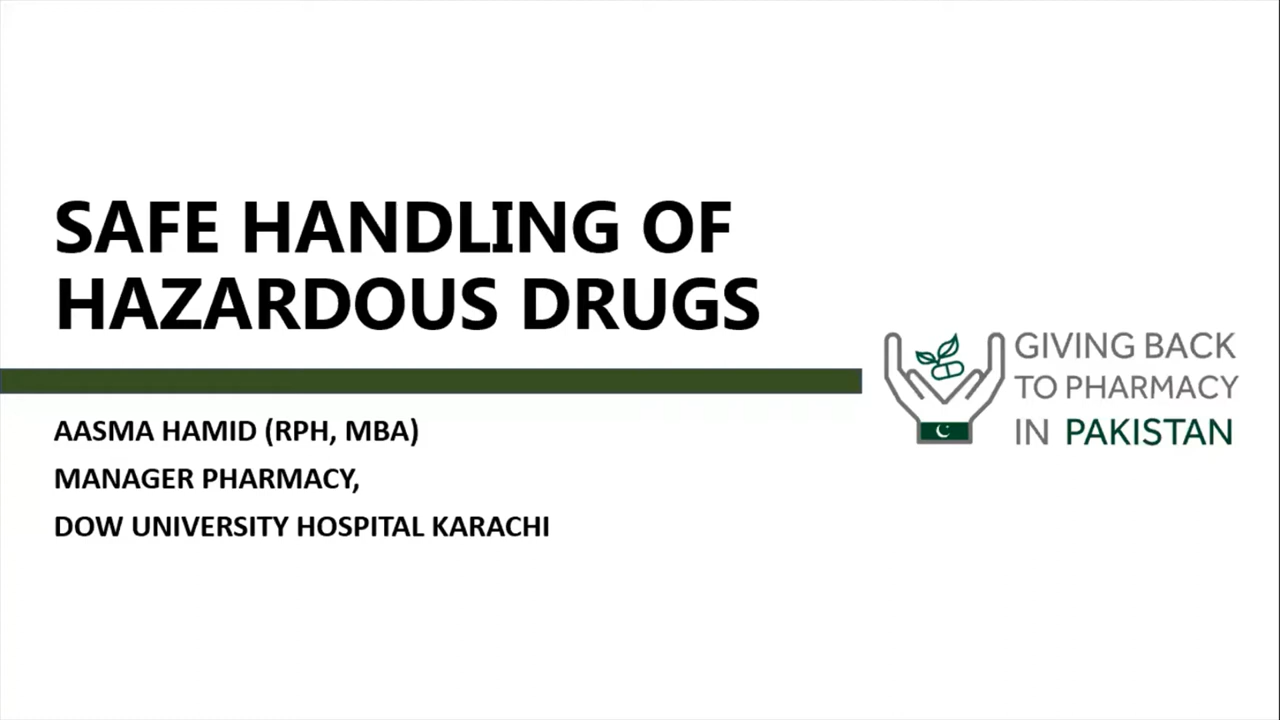 SAFE HANDLING OF
HAZARDOUS DRUGS
AASMA HAMID (RPH, MBA)
MANAGER PHARMACY,
DOW UNIVERSITY HOSPITAL KARACHI
GIVING BACK
TO PHARMACY
IN PAKISTAN